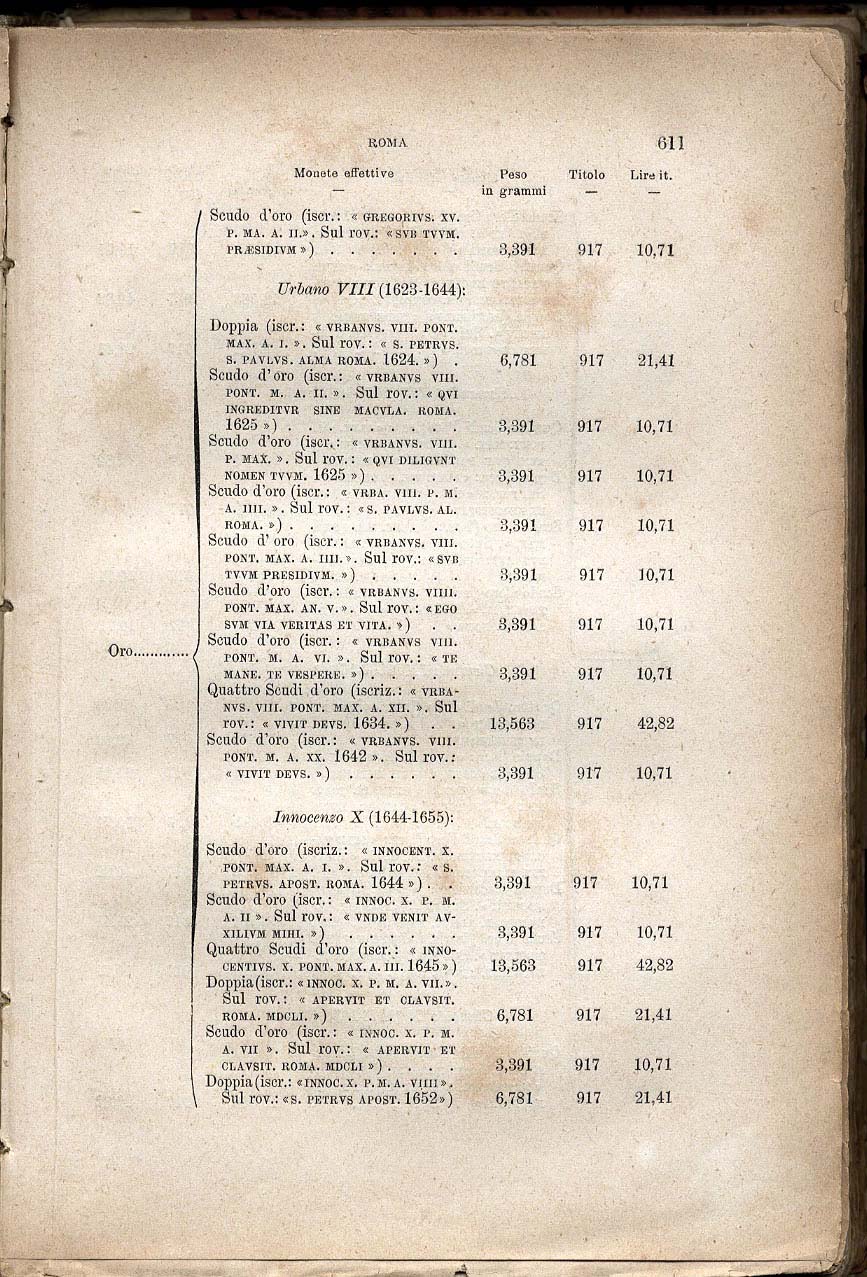 ROMA 611
Monete effettive Peso Titolo Lire it.
— in grammi — —
Scudo d'oro (iscr.: « GREGORIVS. XV.
P. MA. A. II.». Sul rov.: «SVB TVVM.
PRÆSIDIVM ») . . . . . . . 3,391 917 10,71
Urbano VIII (1623-1644):
Doppia (iscr.: « VRBANVS. VIII. PONT.
MAX. A. I. ». Sul rov.: « S. PETRVS.
S. PAVLVS. ALMA ROMA. 1624. ») . 6,781 917 21,41
Scudo d'oro (iscr.: « VRBANVS VIII.
PONT. M. A. II. ». Sul rov.: « QVI
INGREDITVR SINE MACVLA. ROMA.
1625 ») . . . . . . . . . 3,391 917 10,71
Scudo d'oro (iscr.: « VRBANVS. VIII.
P. MAX. ». Sul rov.: « QVI DILIGVNT
NOMEN TVVM. 1625 ») . . . . . 3,391 917 10,71
Scudo d'oro (iscr.: « VRBA. VIII. P. M.
A. IIII. ». Sul rov.: «S. PAVLVS. AL.
ROMA. ») . . . . . . . . . 3,391 917 10,71
Scudo d'oro (iscr.: « VRBANVS. VIII.
PONT. MAX. A. IIII.». Sul rov.: «SVB
TVVM PRESIDIVM. ») . . . . . 3,391 917 10,71
Scudo d'oro (iscr.: « VRBANVS. VIIII.
PONT. MAX. AN. V.». Sul rov.: «EGO
SVM VIA VERITAS ET VITA. ») . . 3,391 917 10,71
Scudo d'oro (iscr.: « VRBANVS VIII.
Oro.............
PONT. M. A. VI. ». Sul rov.: « TE
MANE. TE VESPERE. ») . . . . . 3,391 917 10,71
Quattro Scudi d'oro (iscriz.: « VRBA-
NVS. VIII. PONT. MAX. A. XII. ». Sul
rov.: « VIVIT DEVS. 1634. ») . . 13,563 917 42,82
Scudo d'oro (iscr.: « VRBANVS. VIII.
PONT. M. A. XX. 1642 ». Sul rov.:
« VIVIT DEVS. ») . . . . . . 3,391 917 10,71
Innocenzo X (1644-1655):
Scudo d'oro (iscriz.: « INNOCENT. X.
PONT. MAX. A. I. ». Sul rov.: « S.
PETRVS. APOST. ROMA. 1644 ») . . 3,391 917 10,71
Scudo d'oro (iscr.: « INNOC. X. P. M.
A. II ». Sul rov.: « VNDE VENIT AV-
XILIVM MIHI. ») . . . . . . 3,391 917 10,71
Quattro Scudi d'oro (iscr.: « INNO-
CENTIVS. X. PONT. MAX. A. III. 1645 ») 13,563 917 42,82
Doppia (iscr.: « INNOC. X. P. M. A. VII.».
Sul rov.: « APERVIT ET CLAVSIT.
ROMA. MDCLI. ») . . . . . . 6,781 917 21,41
Scudo d'oro (iscr.: « INNOC. X. P. M.
A. VII ». Sul rov.: « APERVIT ET
CLAVSIT. ROMA. MDCLI ») . . . . 3,391 917 10,71
Doppia (iscr.: «INNOC. X. P. M. A. VIIII».
Sul rov.: «S. PETRVS APOST. 1652») 6,781 917 21,41